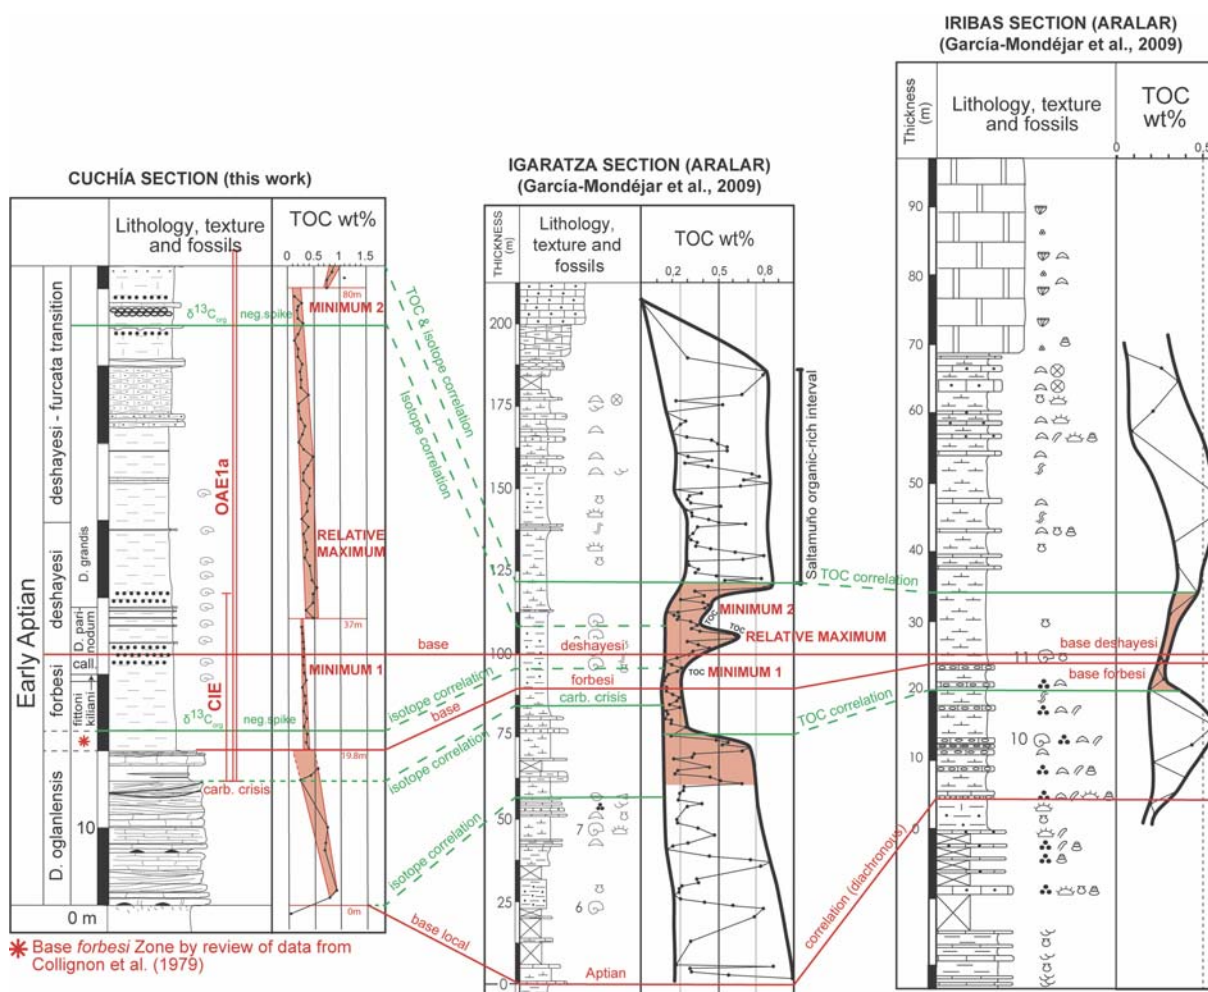 IRIBAS SECTION (ARALAR)
(García-Mondéjar et al., 2009)
Thickness
(m)
Lithology, texture
and fossils
TOC
wt%
0
0,5
90
80
70
60
50
40
30
20
10
0
11
10
base deshayesi
base forbesi
IGARATZA SECTION (ARALAR)
(García-Mondéjar et al., 2009)
THICKNESS
(m)
Lithology,
texture and
fossils
TOC wt%
0,2
0,5
0,8
200
175
150
125
100
75
50
25
0
7
6
Saltamuño organic-rich interval
MINIMUM 2
TOC
TOC
RELATIVE MAXIMUM
TOC
MINIMUM 1
deshayesi
forbesi
carb. crisis
Aptian
CUCHÍA SECTION (this work)
Lithology, texture
and fossils
TOC wt%
0
0.5
1
1.5
Early Aptian
deshayesi - furcata transition
deshayesi
forbesi
D. oglanlensis
D. grandis
D. pari-
nodum
call.
fittoni
kiliani
OAE1a
CIE
δ13Corg
neg.spike
80m
MINIMUM 2
RELATIVE
MAXIMUM
37m
MINIMUM 1
δ13Corg
neg.spike
19.8m
carb. crisis
10
0 m
0m
TOC & isotope correlation
Isotope correlation
base
isotope correlation
base
isotope correlation
isotope correlation
base local
TOC correlation
TOC correlation
correlation (diachronous)
✱ Base forbesi Zone by review of data from
Collignon et al. (1979)